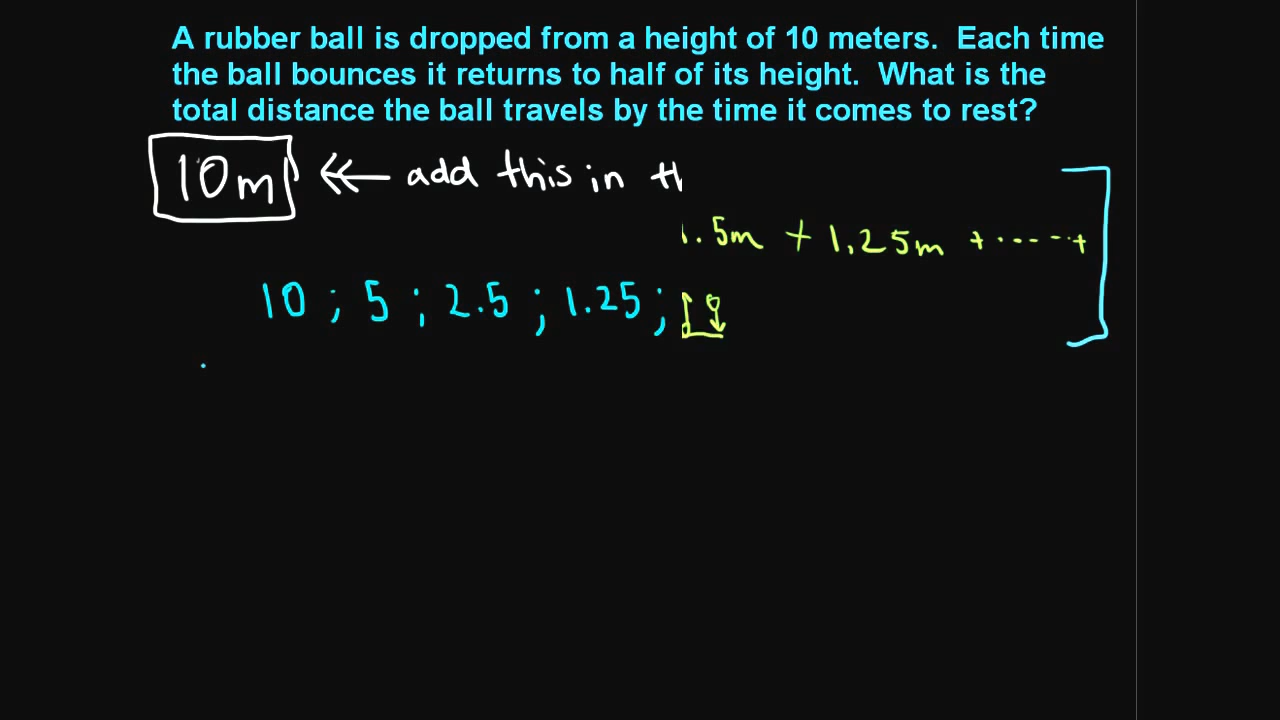 A rubber ball is dropped from a height of 10 meters. Each time
the ball bounces it returns to half of its height. What is the
total distance the ball travels by the time it comes to rest?
10m ← add this in th
.5m + 1.25m + ......+
10 ; 5 ; 2.5 ; 1.25 ;